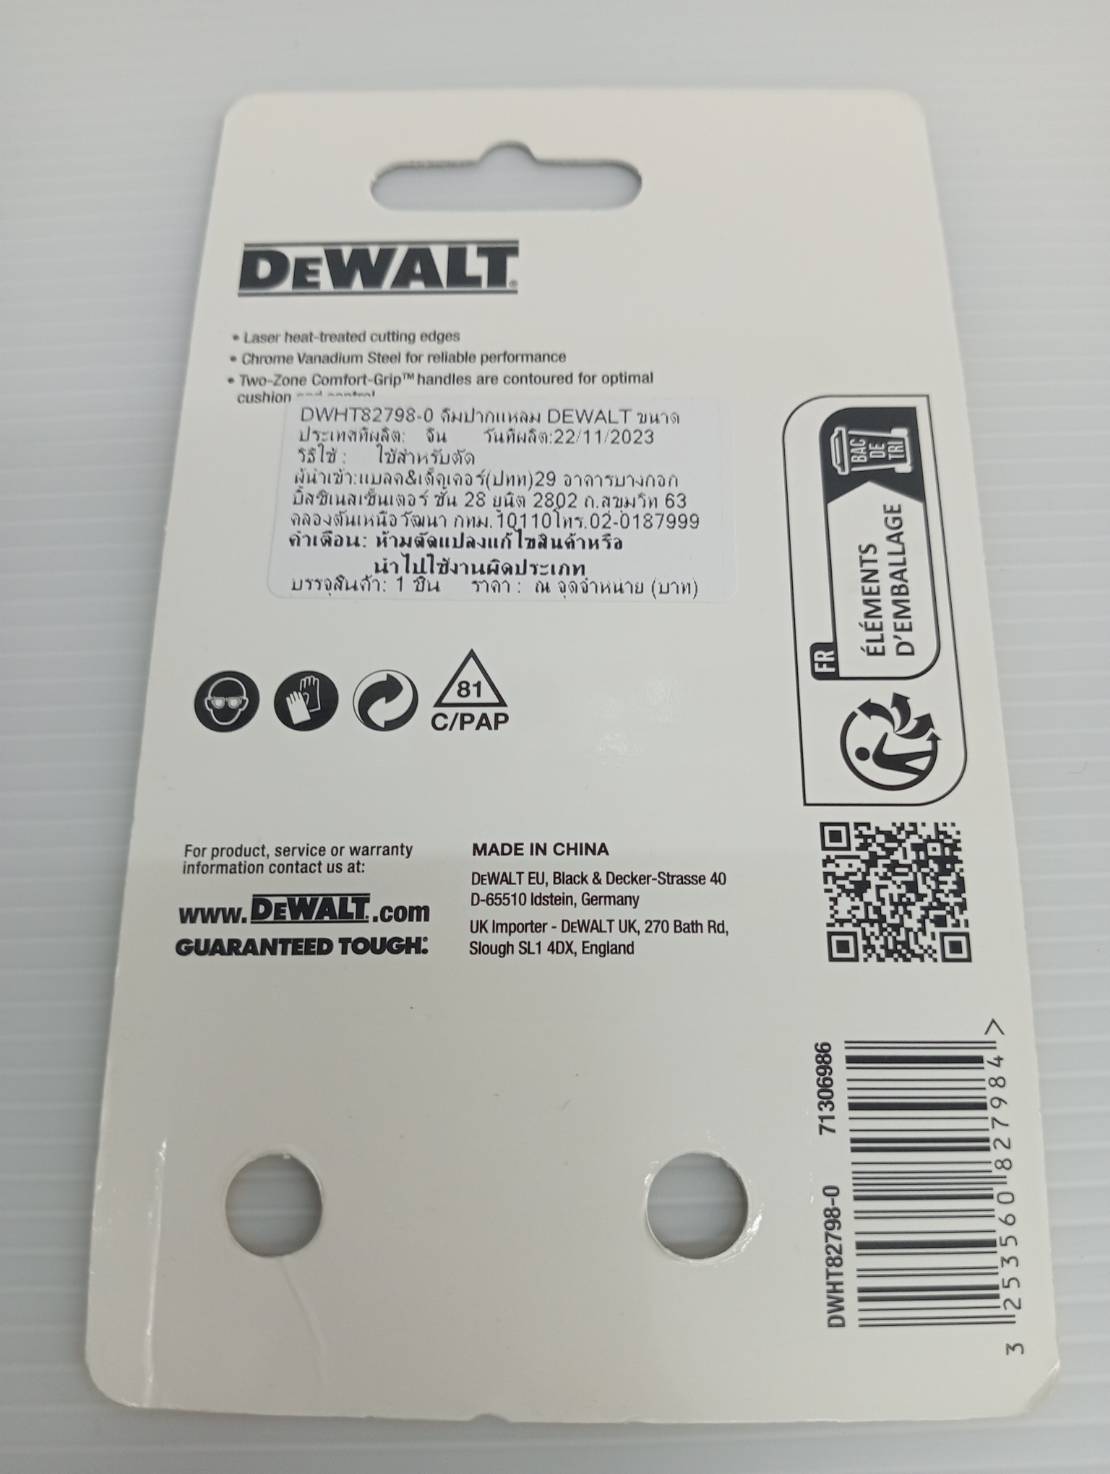 DEWALT
• Laser heat-treated cutting edges
• Chrome Vanadium Steel for reliable performance
• Two-Zone Comfort-Grip™ handles are contoured for optimal
cushion and control
DWHT82798-0 คีมปากแหลม DEWALT ขนาด
ประเทศที่ผลิต: จีน วันที่ผลิต:22/11/2023
วิธีใช้ : ใช้สำหรับตัด
ผู้นำเข้า:แบลค&เด็คเคอร์(ปทท)29 อาคารบางกอก
บิ้สซิเนสเซ็นเตอร์ ชั้น 28 ยูนิต 2802 ถ.สุขุมวิท 63
คลองตันเหนือ วัฒนา กทม.10110โทร.02-0187999
คำเตือน: ห้ามดัดแปลงแก้ไขสินค้าหรือ
นำไปใช้งานผิดประเภท
บรรจุสินค้า: 1 ชิ้น ราคา : ณ จุดจำหน่าย (บาท)
FR
ÉLÉMENTS
D'EMBALLAGE
BAC
DE
TRI
81
C/PAP
For product, service or warranty
information contact us at:
www.DEWALT.com
GUARANTEED TOUGH:
MADE IN CHINA
DEWALT EU, Black & Decker-Strasse 40
D-65510 Idstein, Germany
UK Importer - DEWALT UK, 270 Bath Rd,
Slough SL1 4DX, England
DWHT82798-0 71306986
3 253560 827984 >